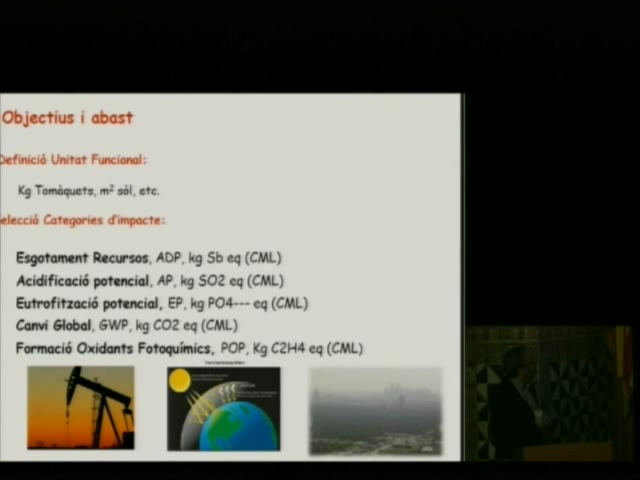 Objectius i abast
Definició Unitat Funcional:
Kg Tomàquets, m² sòl, etc.
elecció Categories d'impacte:
Esgotament Recursos, ADP, kg Sb eq (CML)
Acidificació potencial, AP, kg SO2 eq (CML)
Eutrofització potencial, EP, kg PO4--- eq (CML)
Canvi Global, GWP, kg CO2 eq (CML)
Formació Oxidants Fotoquímics, POP, Kg C2H4 eq (CML)